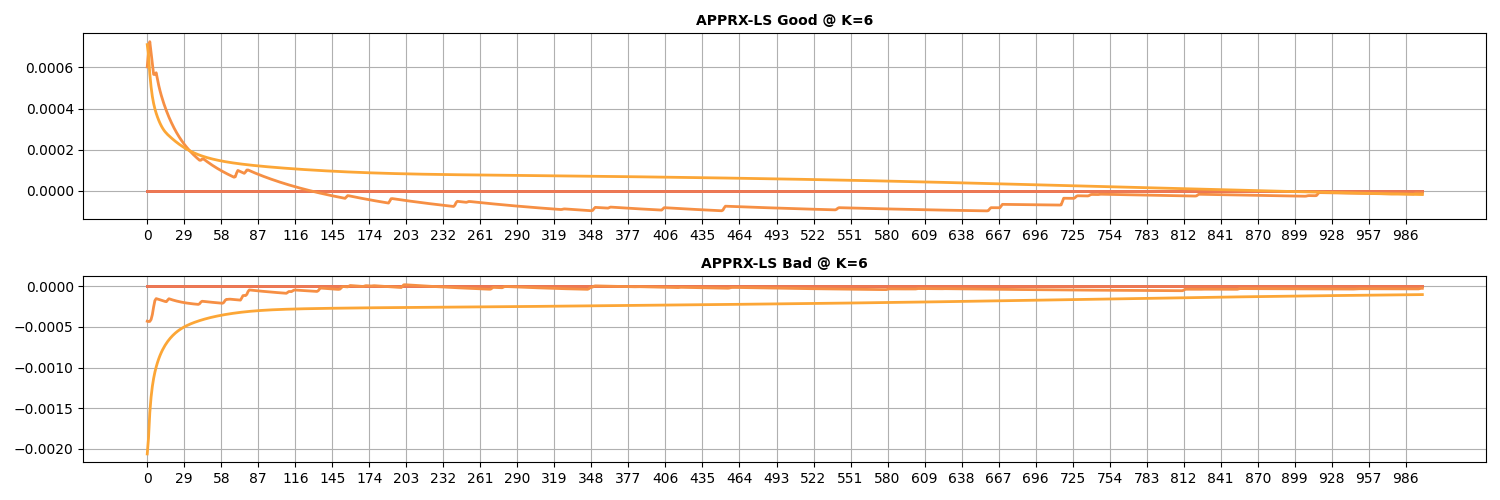 APPRX-LS Good @ K=6
0.0006
0.0004
0.0002
0.0000
0 29 58 87 116 145 174 203 232 261 290 319 348 377 406 435 464 493 522 551 580 609 638 667 696 725 754 783 812 841 870 899 928 957 986
APPRX-LS Bad @ K=6
0.0000
−0.0005
−0.0010
−0.0015
−0.0020
0 29 58 87 116 145 174 203 232 261 290 319 348 377 406 435 464 493 522 551 580 609 638 667 696 725 754 783 812 841 870 899 928 957 986